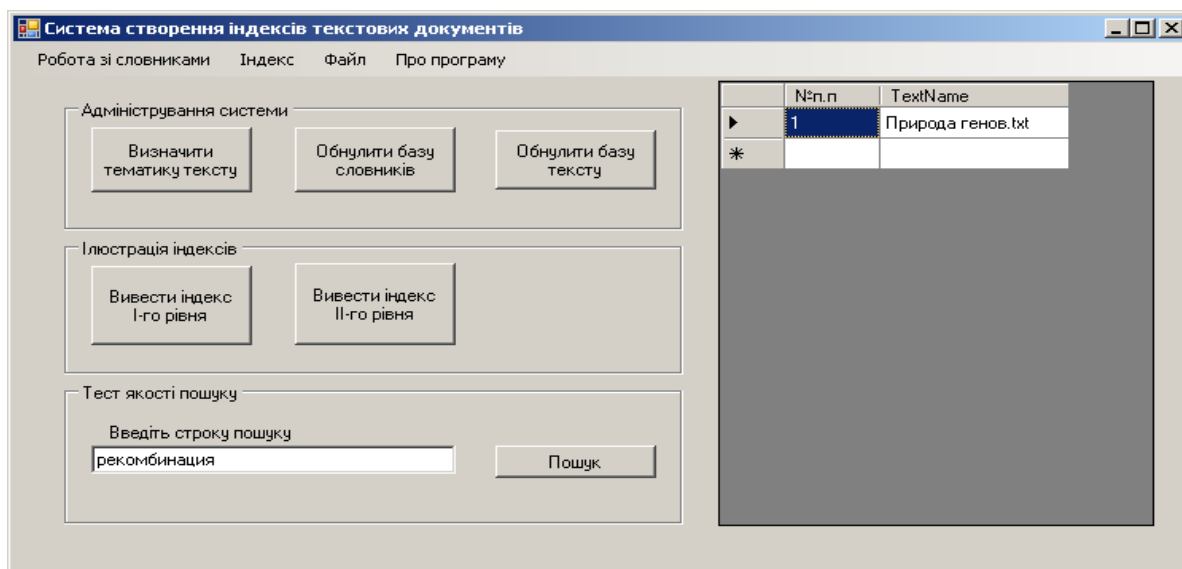 Система створення індексів текстових документів
Робота зі словниками Індекс Файл Про програму
Адміністрування системи
Визначити
тематику тексту
Обнулити базу
словників
Обнулити базу
тексту
Ілюстрація індексів
Вивести індекс
I-го рівня
Вивести індекс
II-го рівня
Тест якості пошуку
Введіть строку пошуку
рекомбинация
Пошук
№п.п TextName
1 Природа генов.txt